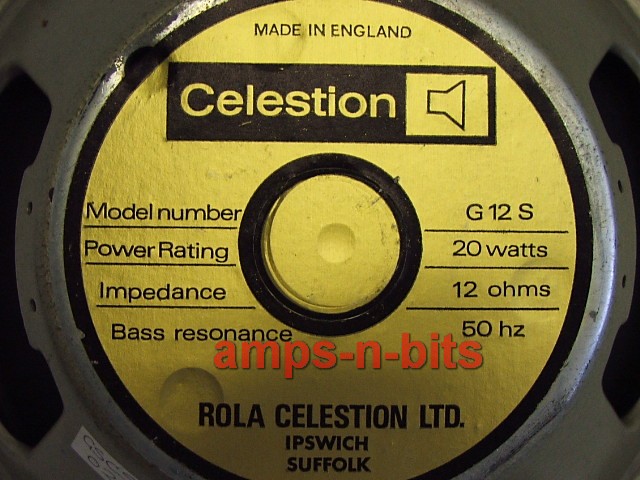 MADE IN ENGLAND
Celestion
Model number G 12 S
Power Rating 20 watts
Impedance 12 ohms
Bass resonance 50 hz
amps-n-bits
ROLA CELESTION LTD.
IPSWICH
SUFFOLK